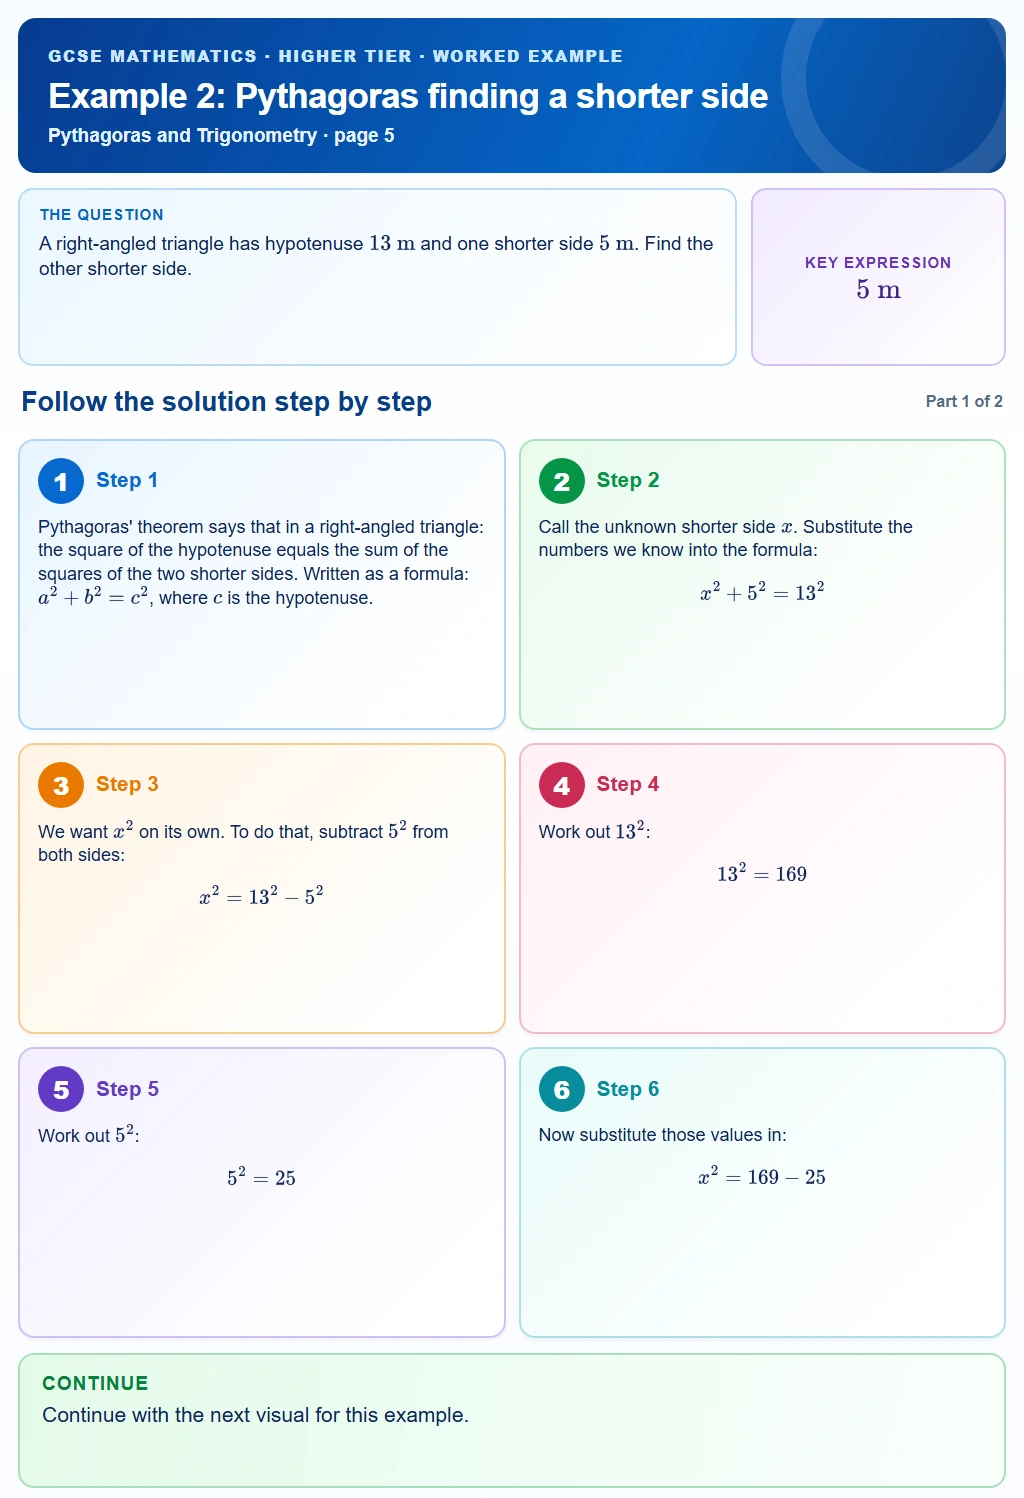 GCSE MATHEMATICS · HIGHER TIER · WORKED EXAMPLE
Example 2: Pythagoras finding a shorter side
Pythagoras and Trigonometry · page 5
THE QUESTION
A right-angled triangle has hypotenuse 13 m and one shorter side 5 m. Find the
other shorter side.
KEY EXPRESSION
5 m
Follow the solution step by step
Part 1 of 2
1 Step 1
Pythagoras' theorem says that in a right-angled triangle:
the square of the hypotenuse equals the sum of the
squares of the two shorter sides. Written as a formula:
a² + b² = c², where c is the hypotenuse.
2 Step 2
Call the unknown shorter side x. Substitute the
numbers we know into the formula:
x² + 5² = 13²
3 Step 3
We want x² on its own. To do that, subtract 5² from
both sides:
x² = 13² − 5²
4 Step 4
Work out 13²:
13² = 169
5 Step 5
Work out 5²:
5² = 25
6 Step 6
Now substitute those values in:
x² = 169 − 25
CONTINUE
Continue with the next visual for this example.